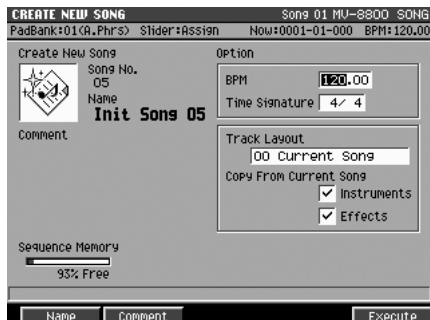 CREATE NEW SONG Song 01 MV-8800 SONG
PadBank:01(A.Phrs) Slider:Assign Now:0001-01-000 BPM:120.00
Create New Song
Song No.
05
Name
Init Song 05
Comment
Sequence Memory
93% Free
Option
BPM 120.00
Time Signature 4/ 4
Track Layout
00 Current Song
Copy From Current Song
Instruments
Effects
Name Comment Execute